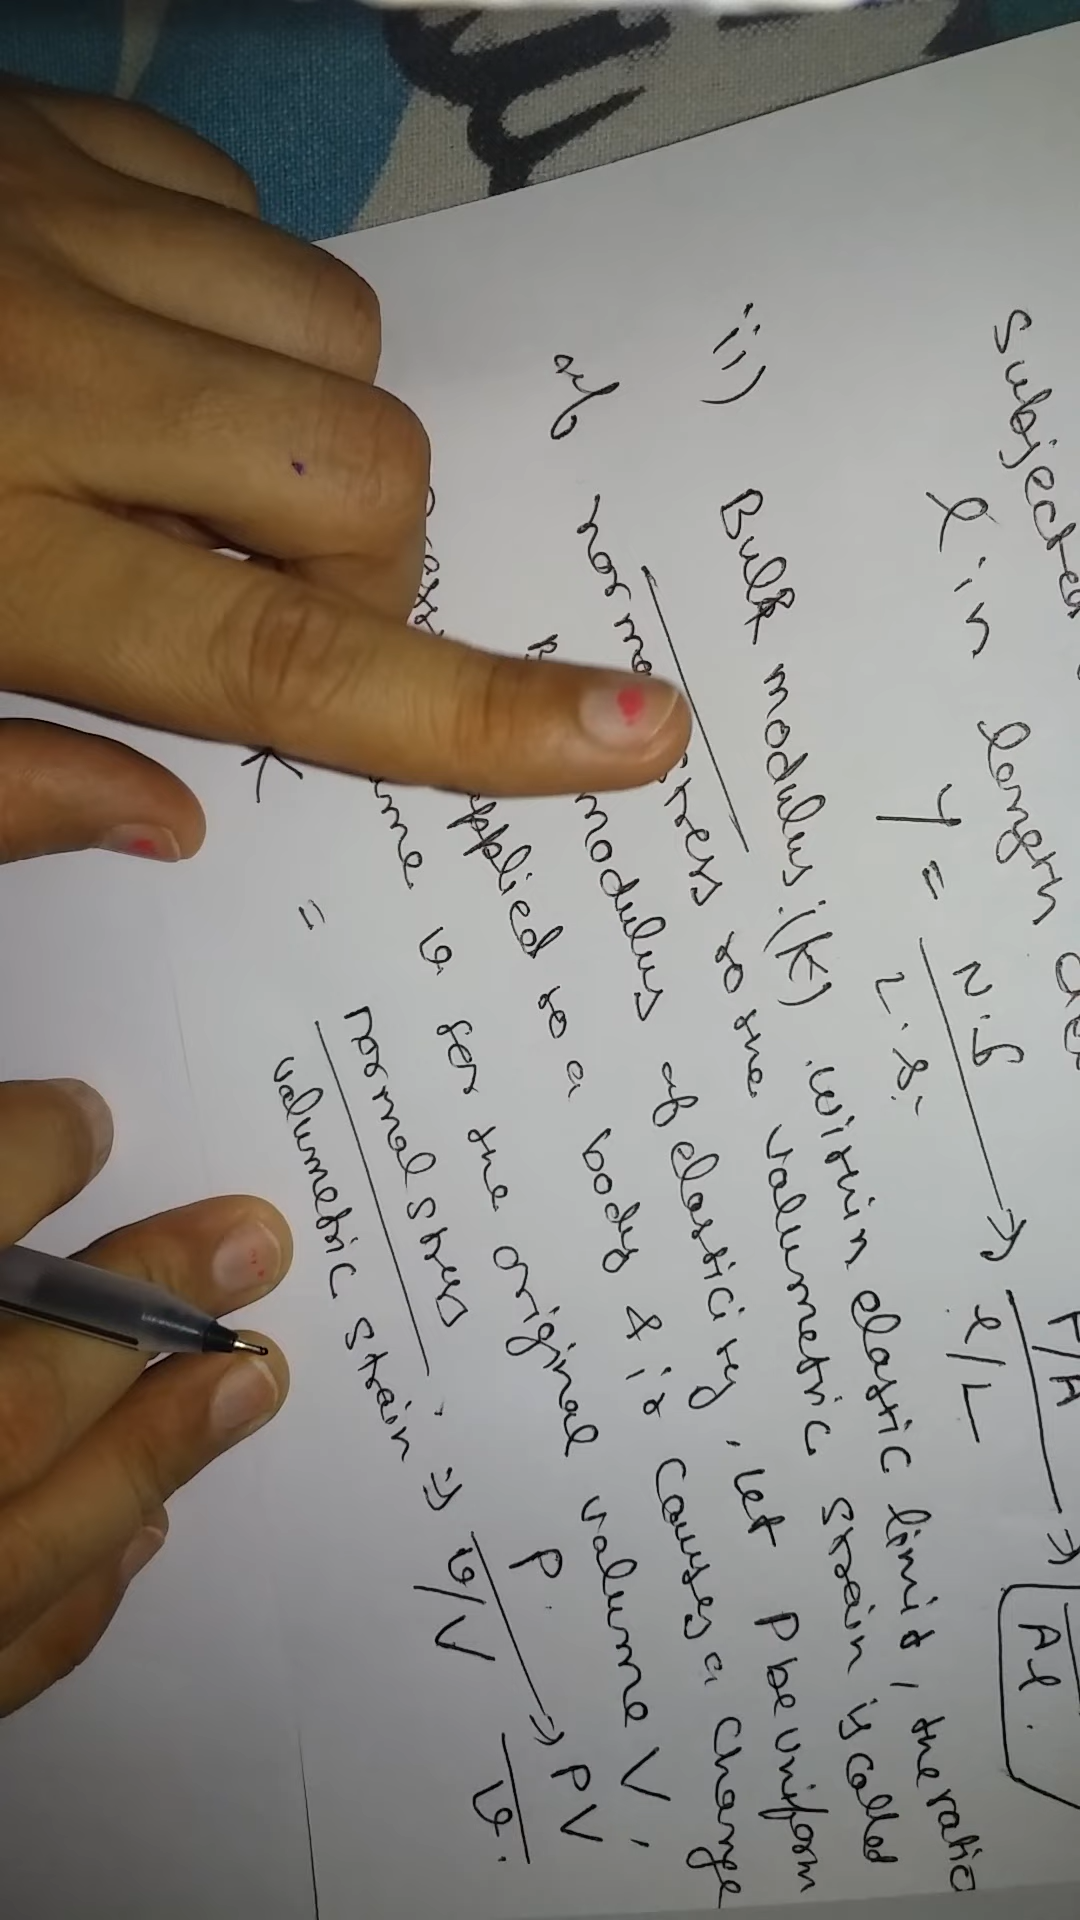 subjected
l in length
Y = N.S / L.S. ⇒ F/A / l/L ⇒ Al.
ii) Bulk modulus:(K) within elastic limit, the ratio
of normal stress to the volumetric strain is called
modulus of elasticity, let P be uniform
applied to a body & it causes a change
v for the original volume V.
K = normal stress / volumetric strain ⇒ P / v/V ⇒ PV / v.